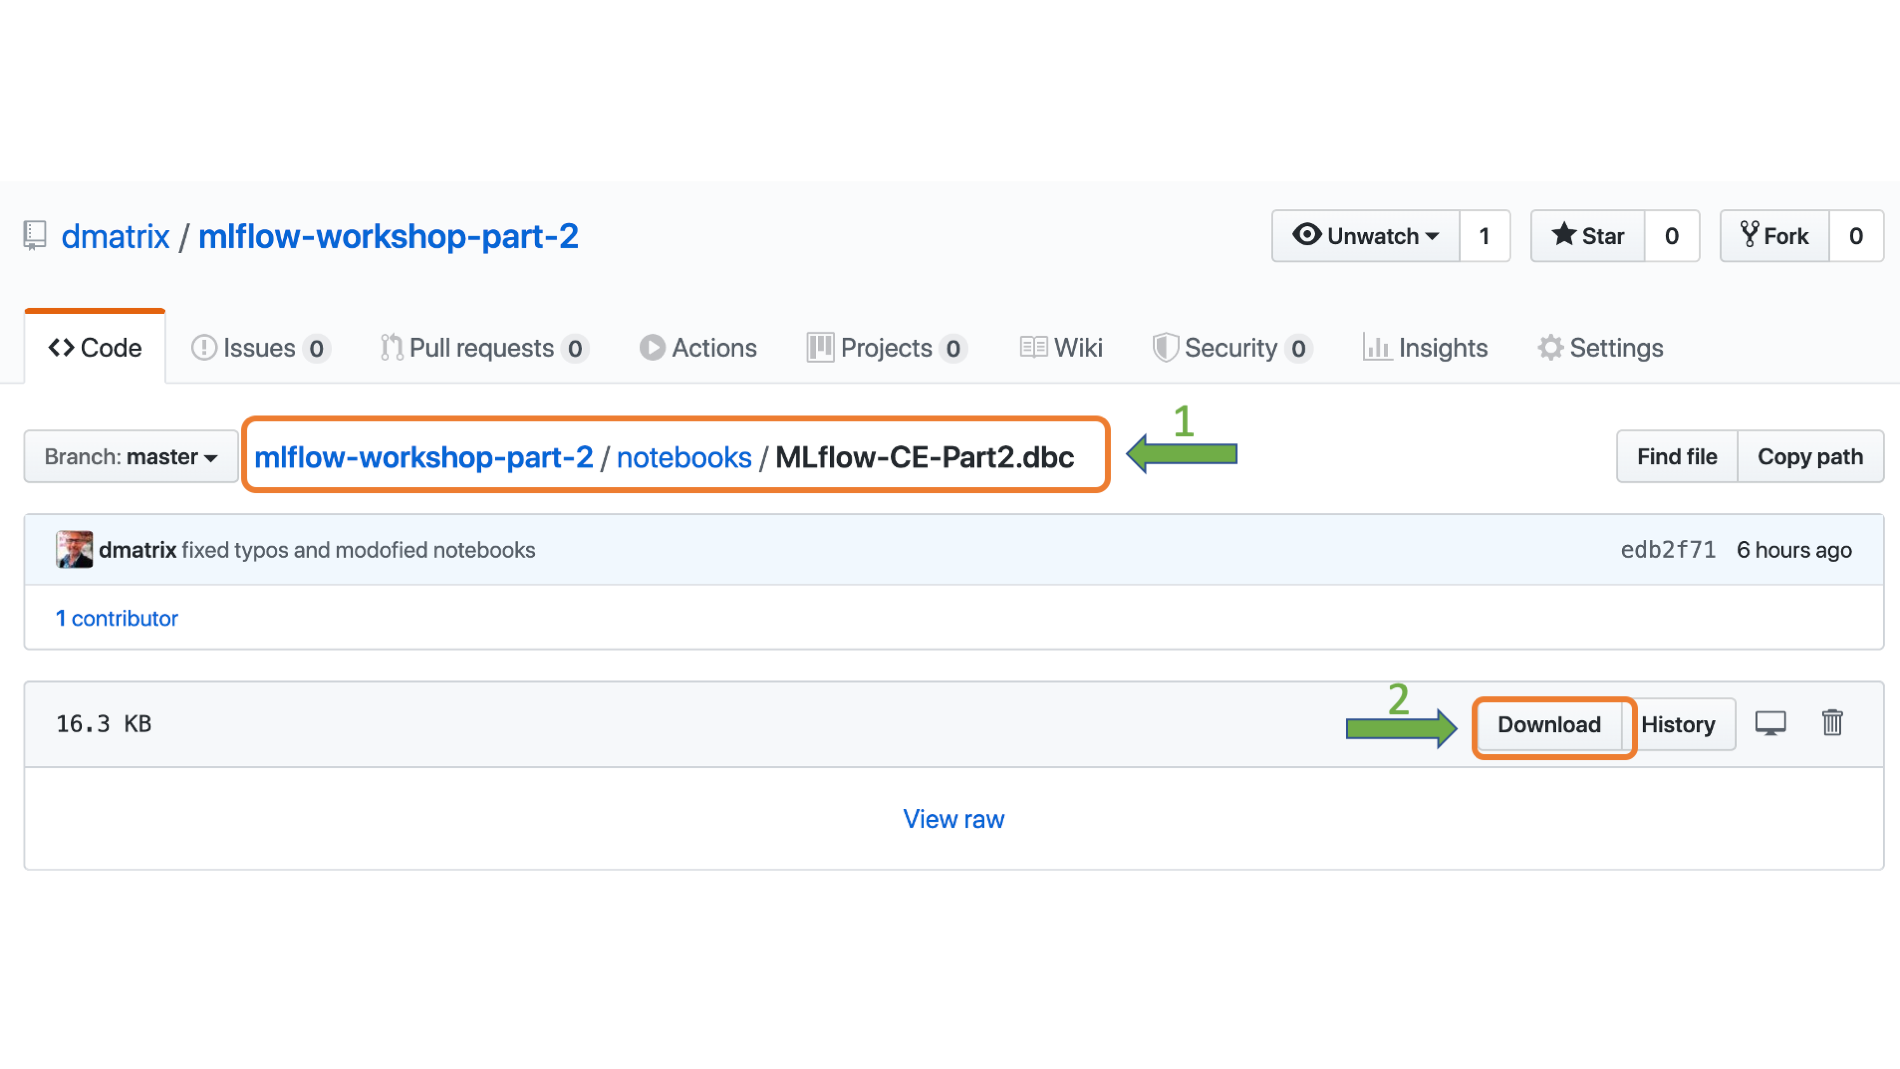 dmatrix / mlflow-workshop-part-2
Unwatch 1 Star 0 Fork 0
Code Issues 0 Pull requests 0 Actions Projects 0 Wiki Security 0 Insights Settings
1
Branch: master mlflow-workshop-part-2 / notebooks / MLflow-CE-Part2.dbc Find file Copy path
dmatrix fixed typos and modofied notebooks edb2f71 6 hours ago
1 contributor
2
16.3 KB Download History
View raw